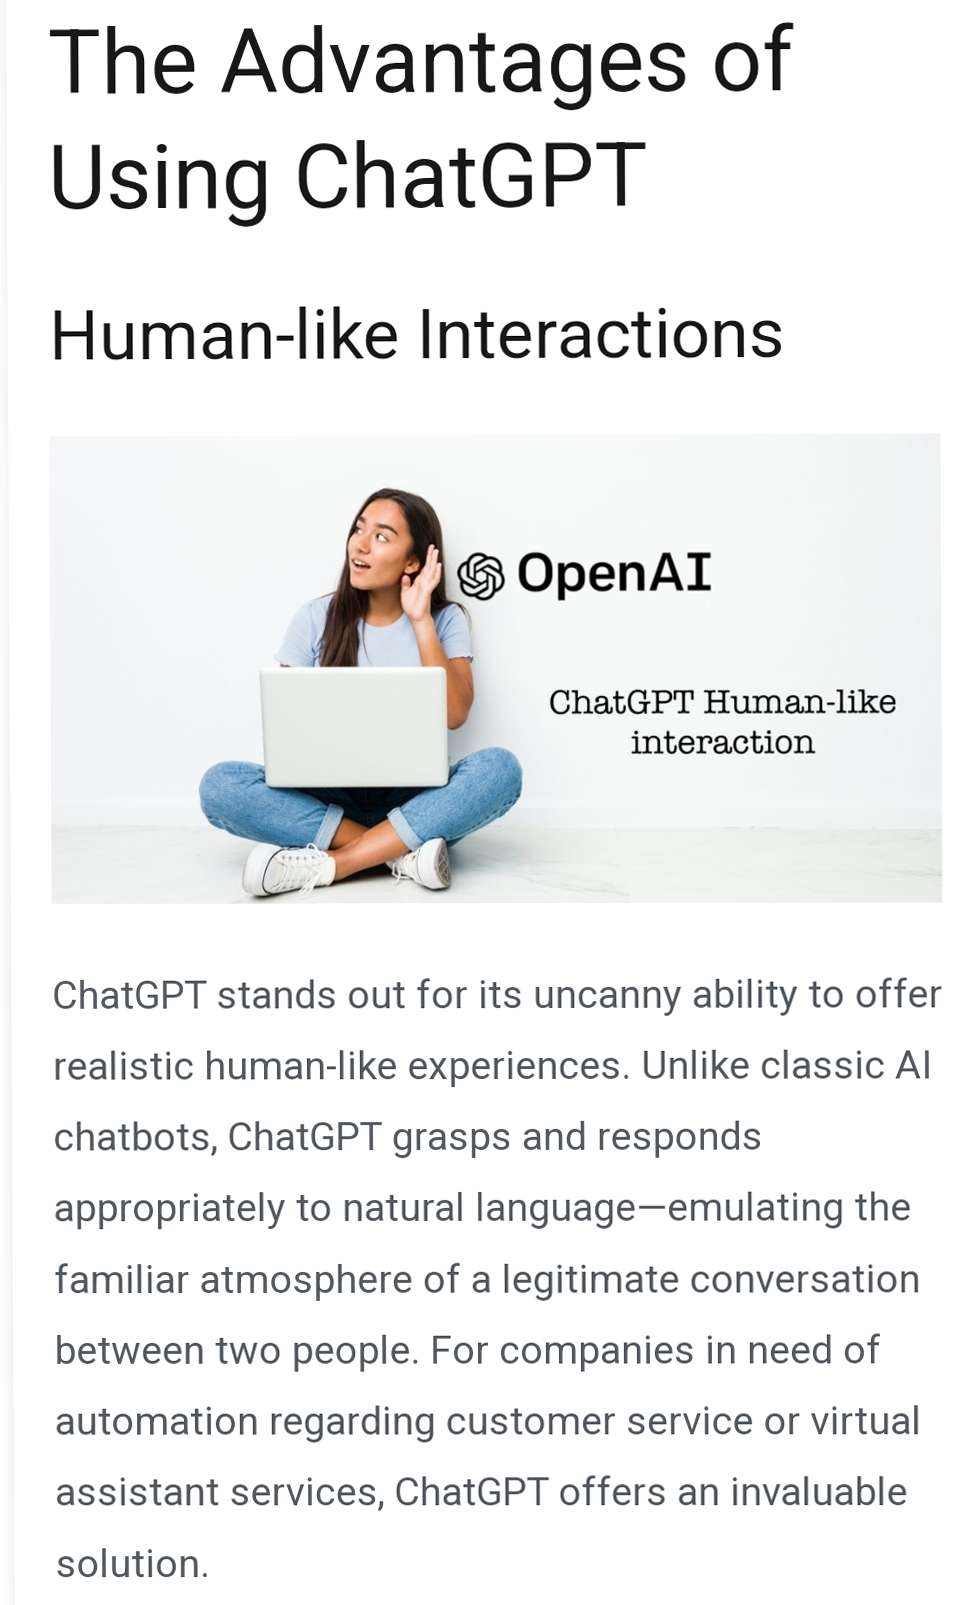 The Advantages of
Using ChatGPT
Human-like Interactions
OpenAI
ChatGPT Human-like
interaction
ChatGPT stands out for its uncanny ability to offer
realistic human-like experiences. Unlike classic AI
chatbots, ChatGPT grasps and responds
appropriately to natural language—emulating the
familiar atmosphere of a legitimate conversation
between two people. For companies in need of
automation regarding customer service or virtual
assistant services, ChatGPT offers an invaluable
solution.